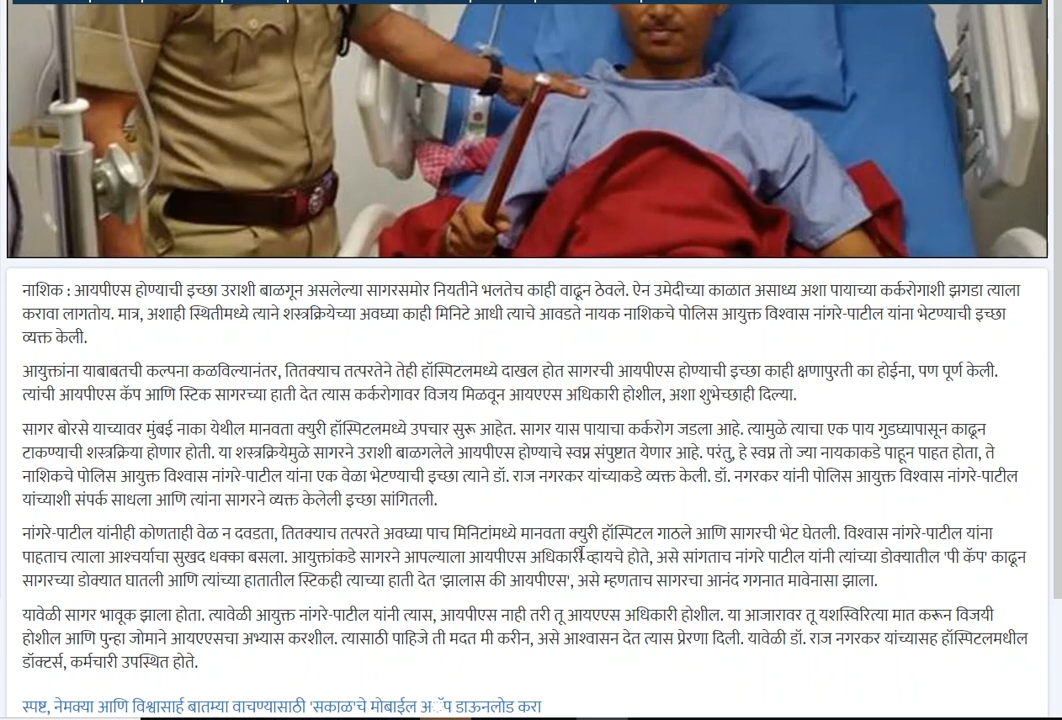 नाशिक : आयपीएस होण्याची इच्छा उराशी बाळगून असलेल्या सागरसमोर नियतीने भलतेच काही वाढून ठेवले. ऐन उमेदीच्या काळात असाध्य अशा पायाच्या कर्करोगाशी झगडा त्याला
करावा लागतोय. मात्र, अशाही स्थितीमध्ये त्याने शस्त्रक्रियेच्या अवघ्या काही मिनिटे आधी त्याचे आवडते नायक नाशिकचे पोलिस आयुक्त विश्वास नांगरे-पाटील यांना भेटण्याची इच्छा
व्यक्त केली.
आयुक्तांना याबाबतची कल्पना कळविल्यानंतर, तितक्याच तत्परतेने तेही हॉस्पिटलमध्ये दाखल होत सागरची आयपीएस होण्याची इच्छा काही क्षणापुरती का होईना, पण पूर्ण केली.
त्यांची आयपीएस कॅप आणि स्टिक सागरच्या हाती देत त्यास कर्करोगावर विजय मिळवून आयएएस अधिकारी होशील, अशा शुभेच्छाही दिल्या.
सागर बोरसे याच्यावर मुंबई नाका येथील मानवता क्युरी हॉस्पिटलमध्ये उपचार सुरू आहेत. सागर यास पायाचा कर्करोग जडला आहे. त्यामुळे त्याचा एक पाय गुडघ्यापासून काढून
टाकण्याची शस्त्रक्रिया होणार होती. या शस्त्रक्रियेमुळे सागरने उराशी बाळगलेले आयपीएस होण्याचे स्वप्न संपुष्टात येणार आहे. परंतु, हे स्वप्न तो ज्या नायकाकडे पाहून पाहत होता, ते
नाशिकचे पोलिस आयुक्त विश्वास नांगरे-पाटील यांना एक वेळा भेटण्याची इच्छा त्याने डॉ. राज नगरकर यांच्याकडे व्यक्त केली. डॉ. नगरकर यांनी पोलिस आयुक्त विश्वास नांगरे-पाटील
यांच्याशी संपर्क साधला आणि त्यांना सागरने व्यक्त केलेली इच्छा सांगितली.
नांगरे-पाटील यांनीही कोणताही वेळ न दवडता, तितक्याच तत्परते अवघ्या पाच मिनिटांमध्ये मानवता क्युरी हॉस्पिटल गाठले आणि सागरची भेट घेतली. विश्वास नांगरे-पाटील यांना
पाहताच त्याला आश्चर्याचा सुखद धक्का बसला. आयुक्तांकडे सागरने आपल्याला आयपीएस अधिकारी व्हायचे होते, असे सांगताच नांगरे पाटील यांनी त्यांच्या डोक्यातील 'पी कॅप' काढून
सागरच्या डोक्यात घातली आणि त्यांच्या हातातील स्टिकही त्याच्या हाती देत 'झालास की आयपीएस', असे म्हणताच सागरचा आनंद गगनात मावेनासा झाला.
यावेळी सागर भावूक झाला होता. त्यावेळी आयुक्त नांगरे-पाटील यांनी त्यास, आयपीएस नाही तरी तू आयएएस अधिकारी होशील. या आजारावर तू यशस्विरित्या मात करून विजयी
होशील आणि पुन्हा जोमाने आयएएसचा अभ्यास करशील. त्यासाठी पाहिजे ती मदत मी करीन, असे आश्वासन देत त्यास प्रेरणा दिली. यावेळी डॉ. राज नगरकर यांच्यासह हॉस्पिटलमधील
डॉक्टर्स, कर्मचारी उपस्थित होते.
स्पष्ट, नेमक्या आणि विश्वासार्ह बातम्या वाचण्यासाठी 'सकाळ'चे मोबाईल अॅप डाऊनलोड करा